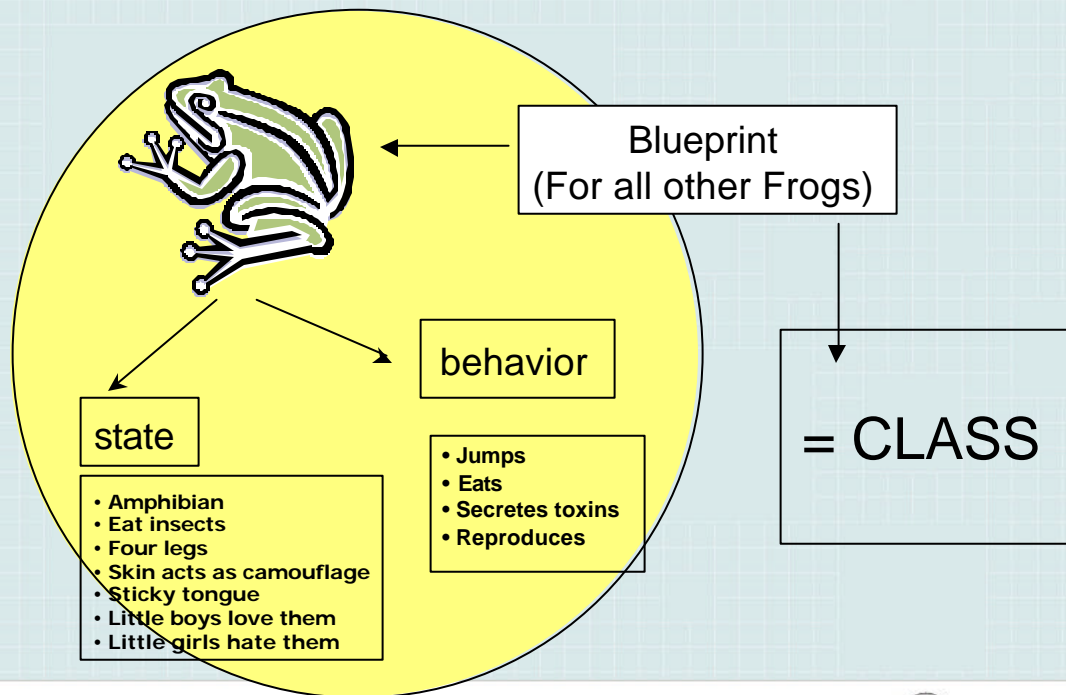 Blueprint
(For all other Frogs)
behavior
state
= CLASS
• Jumps
• Eats
• Secretes toxins
• Reproduces
• Amphibian
• Eat insects
• Four legs
• Skin acts as camouflage
• Sticky tongue
• Little boys love them
• Little girls hate them